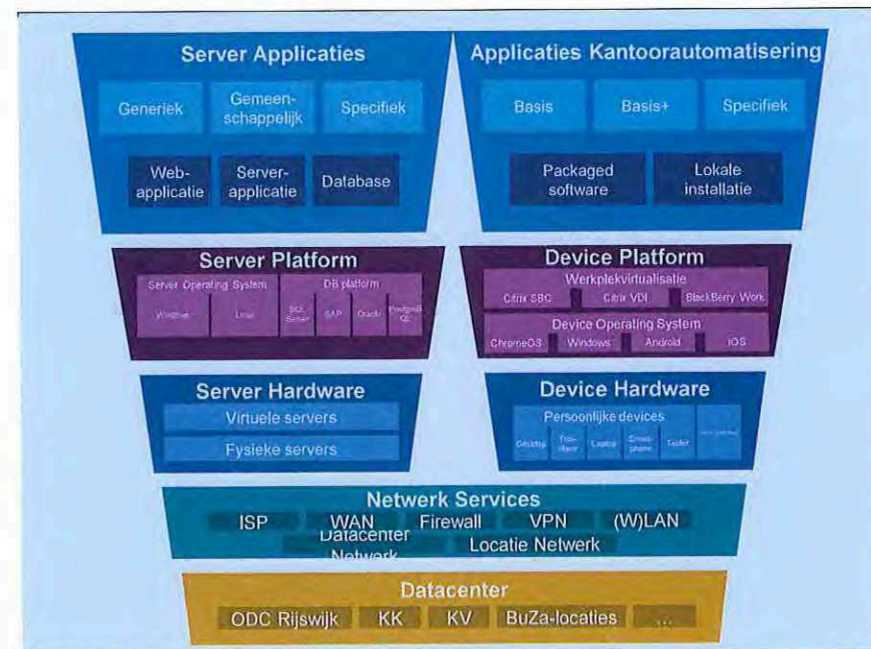 Server Applicaties
Generiek
Gemeen-
schappelijk
Specifiek
Web-
applicatie
Server-
applicatie
Database
Applicaties Kantoorautomatisering
Basis
Basis+
Specifiek
Packaged
software
Lokale
installatie
Server Platform
Server Operating System
Windows
Linux
DB platform
SQL
Server
SAP
Oracle
Device Platform
Werkplekvirtualisatie
Citrix SBC
Citrix VDI
BlackBerry Work
Device Operating System
ChromeOS
Windows
Android
IOS
Server Hardware
Virtuele servers
Fysieke servers
Device Hardware
Persoonlijke devices
Desktop
Laptop
Smart-
phone
Tablet
Netwerk Services
ISP
WAN
Firewall
VPN
(W)LAN
Datacenter
Netwerk
Locatie Netwerk
Datacenter
ODC Rijswijk
KK
KV
BuZa-locaties
...